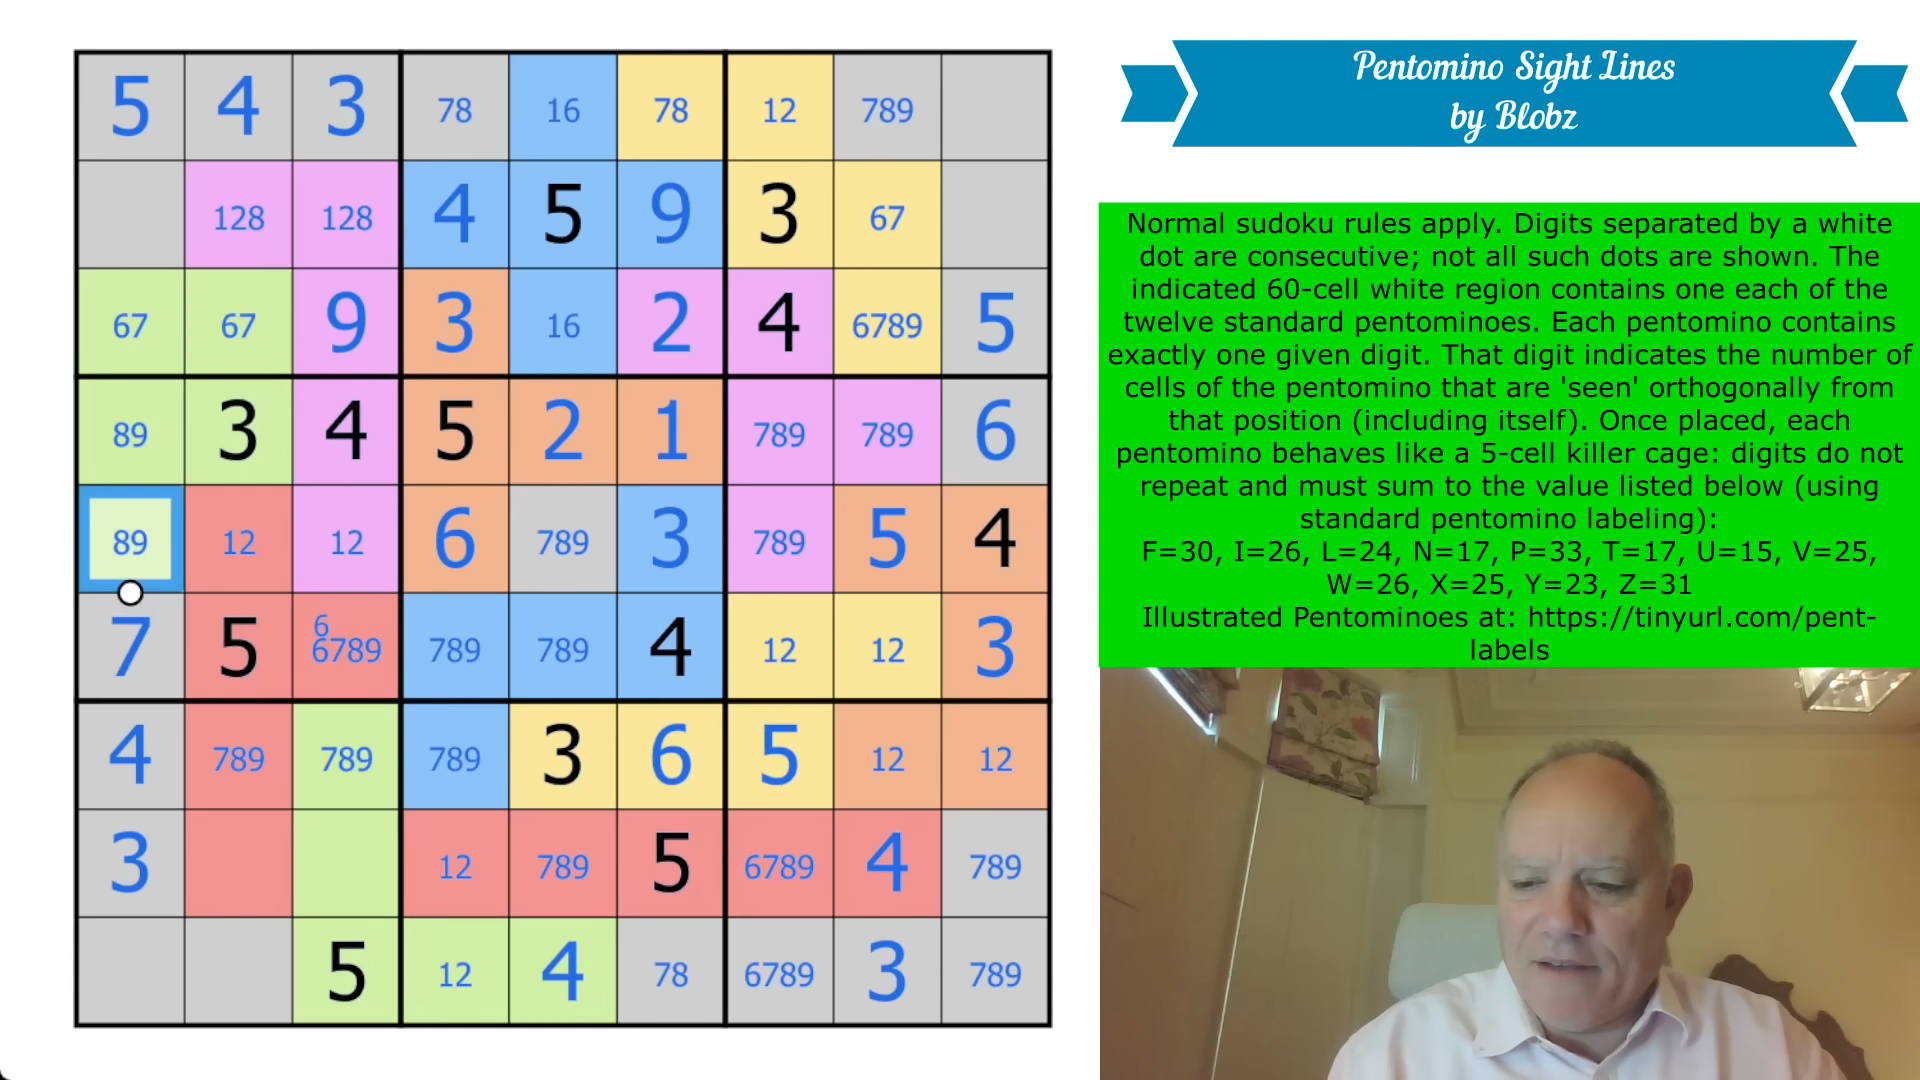 Pentomino Sight Lines
by Blobz
Normal sudoku rules apply. Digits separated by a white
dot are consecutive; not all such dots are shown. The
indicated 60-cell white region contains one each of the
twelve standard pentominoes. Each pentomino contains
exactly one given digit. That digit indicates the number of
cells of the pentomino that are 'seen' orthogonally from
that position (including itself). Once placed, each
pentomino behaves like a 5-cell killer cage: digits do not
repeat and must sum to the value listed below (using
standard pentomino labeling):
F=30, I=26, L=24, N=17, P=33, T=17, U=15, V=25,
W=26, X=25, Y=23, Z=31
Illustrated Pentominoes at: https://tinyurl.com/pent-
labels
5 4 3 78 16 78 12 789
128 128 4 5 9 3 67
67 67 9 3 16 2 4 6789 5
89 3 4 5 2 1 789 789 6
89 12 12 6 789 3 789 5 4
7 5 6 6789 789 789 4 12 12 3
4 789 789 789 3 6 5 12 12
3 12 789 5 6789 4 789
5 12 4 78 6789 3 789